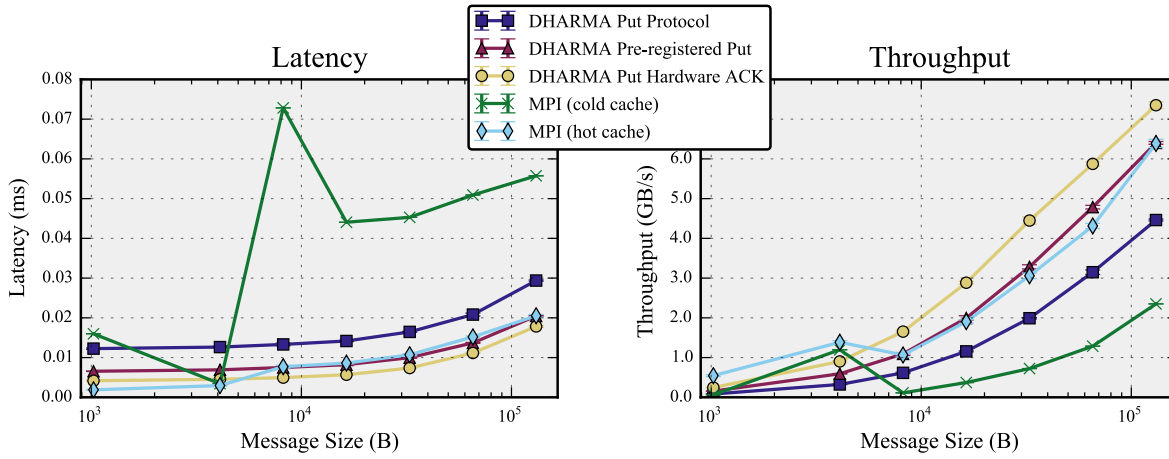 DHARMA Put Protocol
DHARMA Pre-registered Put
DHARMA Put Hardware ACK
MPI (cold cache)
MPI (hot cache)
Latency
0.08
0.07
0.06
0.05
0.04
0.03
0.02
0.01
0.00
Latency (ms)
10³
10⁴
10⁵
Message Size (B)
Throughput
6.0
5.0
4.0
3.0
2.0
1.0
0.0
Throughput (GB/s)
10³
10⁴
10⁵
Message Size (B)